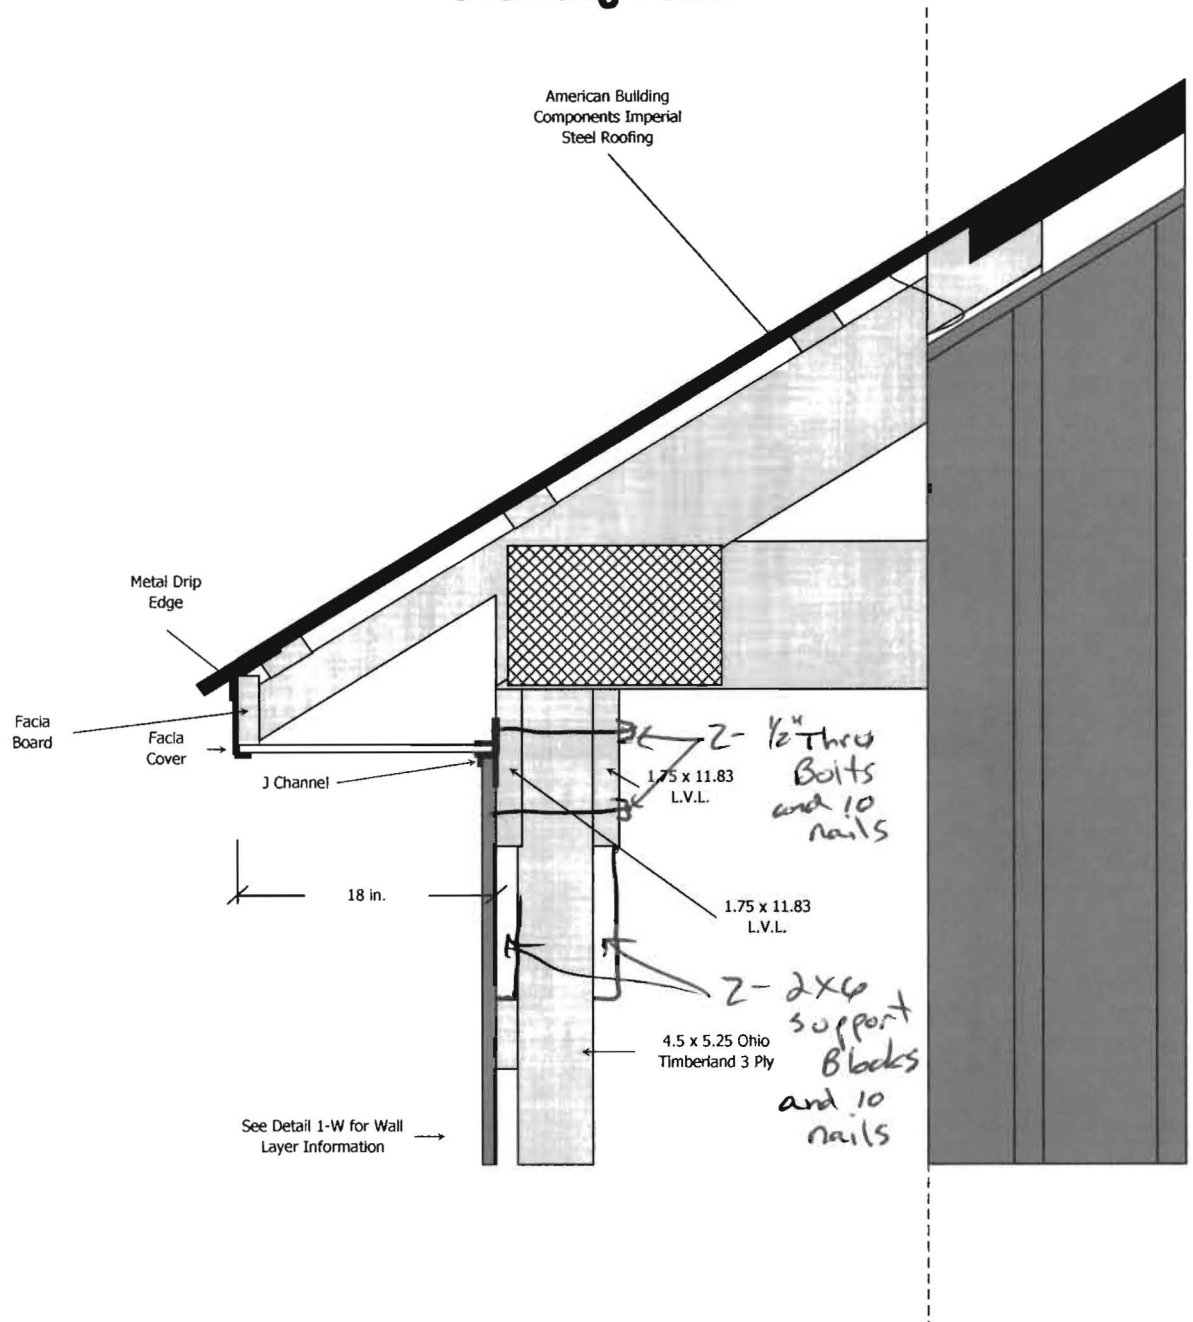 American Building
Components Imperial
Steel Roofing
Metal Drip
Edge
Facia
Board
Facia
Cover
J Channel
2- 1/2" Thru
Bolts
and 10
nails
1.75 x 11.83
L.V.L.
18 in.
1.75 x 11.83
L.V.L.
2- 2x6
Support
Blocks
and 10
nails
4.5 x 5.25 Ohio
Timberland 3 Ply
See Detail 1-W for Wall
Layer Information